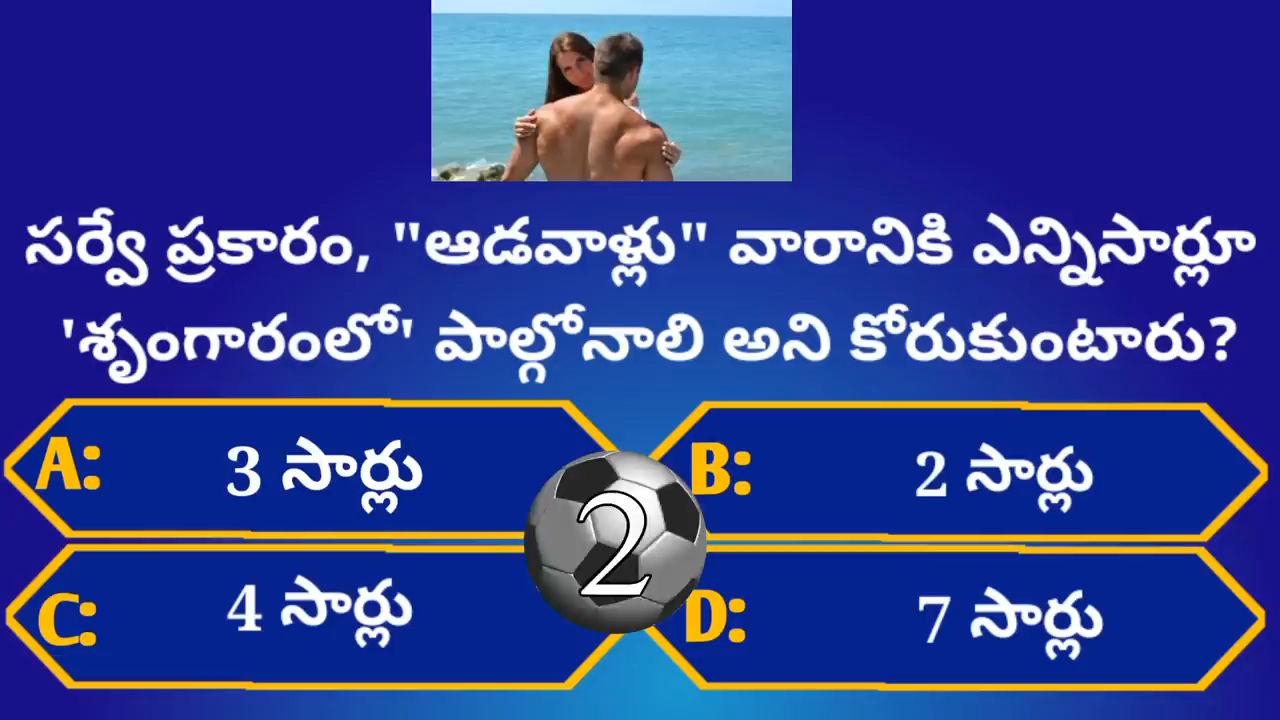 సర్వే ప్రకారం, "ఆడవాళ్లు" వారానికి ఎన్నిసార్లూ
'శృంగారంలో' పాల్గోనాలి అని కోరుకుంటారు?
A: 3 సార్లు
B: 2 సార్లు
2
C: 4 సార్లు
D: 7 సార్లు